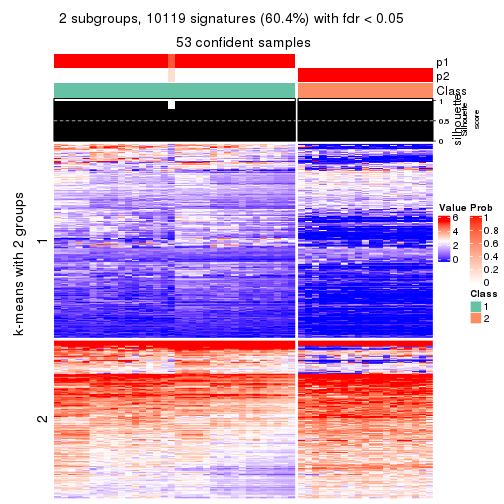 2 subgroups, 10119 signatures (60.4%) with fdr < 0.05
53 confident samples
p1
p2
Class
silhouette
1
0.5
0
Silhouette
score
k-means with 2 groups
1
2
Value
6
4
2
0
Prob
1
0.8
0.6
0.4
0.2
0
Class
1
2